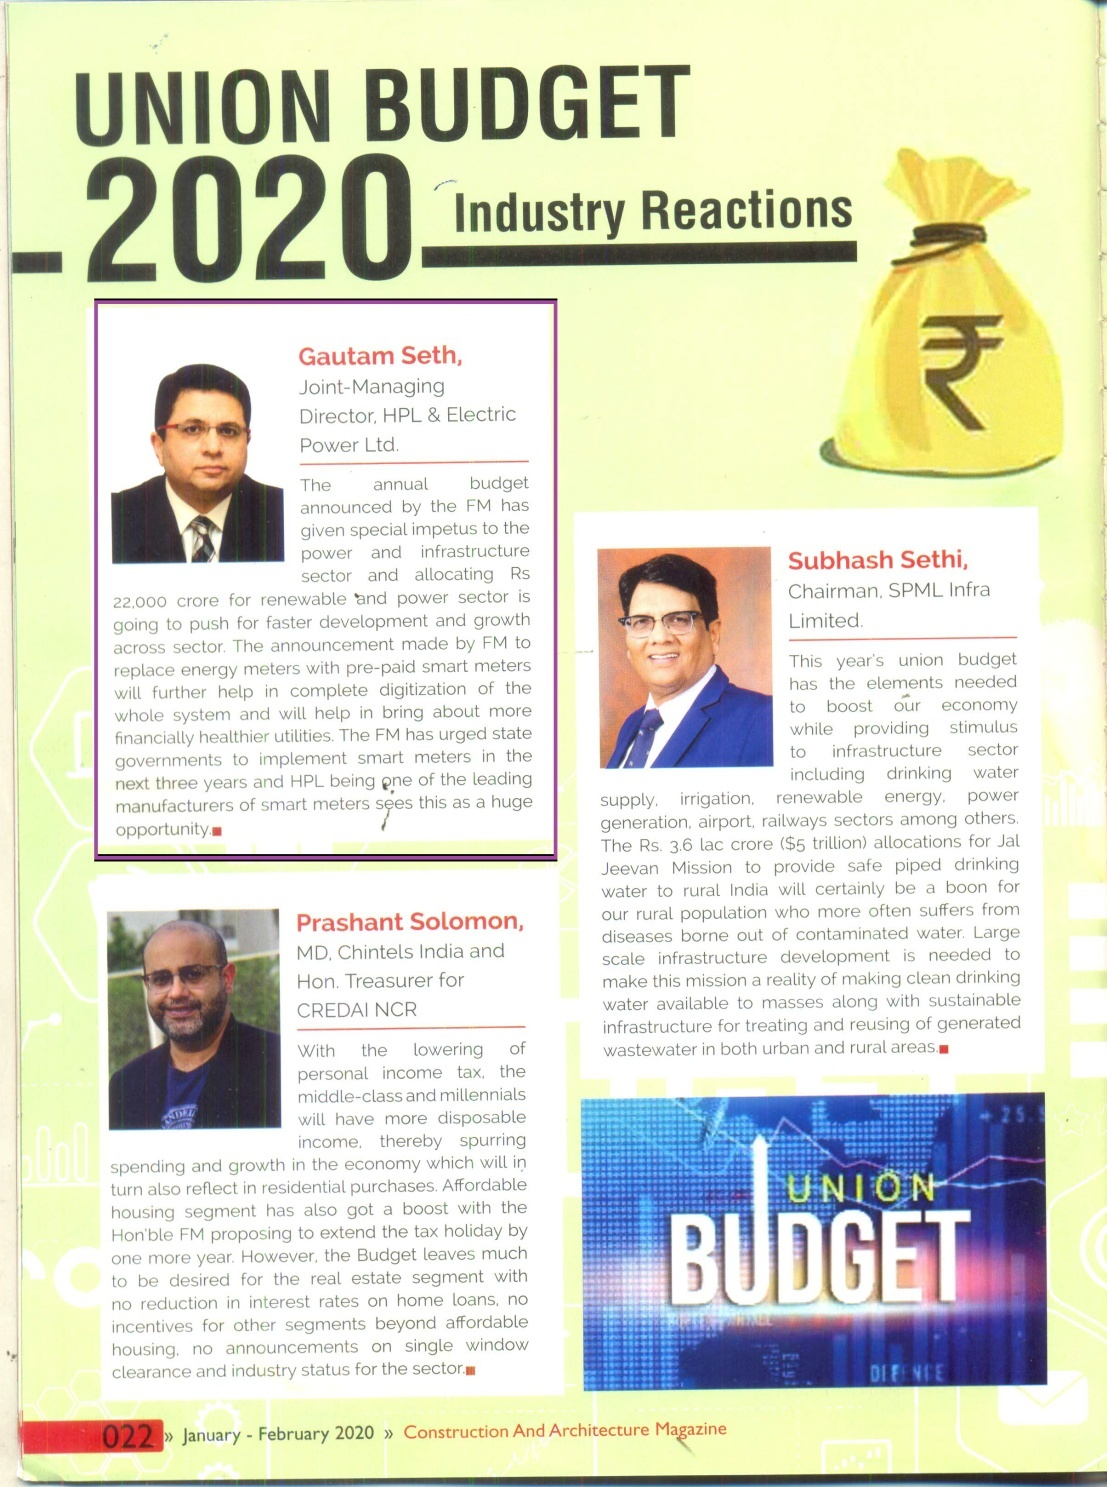 UNION BUDGET
-2020 Industry Reactions
₹
Gautam Seth,
Joint-Managing
Director, HPL & Electric
Power Ltd.
The annual budget
announced by the FM has
given special impetus to the
power and infrastructure
sector and allocating Rs
22,000 crore for renewable and power sector is
going to push for faster development and growth
across sector. The announcement made by FM to
replace energy meters with pre-paid smart meters
will further help in complete digitization of the
whole system and will help in bring about more
financially healthier utilities. The FM has urged state
governments to implement smart meters in the
next three years and HPL being one of the leading
manufacturers of smart meters sees this as a huge
opportunity.
Prashant Solomon,
MD, Chintels India and
Hon. Treasurer for
CREDAI NCR
With the lowering of
personal income tax, the
middle-class and millennials
will have more disposable
income, thereby spurring
spending and growth in the economy which will in
turn also reflect in residential purchases. Affordable
housing segment has also got a boost with the
Hon'ble FM proposing to extend the tax holiday by
one more year. However, the Budget leaves much
to be desired for the real estate segment with
no reduction in interest rates on home loans, no
incentives for other segments beyond affordable
housing, no announcements on single window
clearance and industry status for the sector.
Subhash Sethi,
Chairman, SPML Infra
Limited.
This year's union budget
has the elements needed
to boost our economy
while providing stimulus
to infrastructure sector
including drinking water
supply, irrigation, renewable energy, power
generation, airport, railways sectors among others.
The Rs. 3.6 lac crore ($5 trillion) allocations for Jal
Jeevan Mission to provide safe piped drinking
water to rural India will certainly be a boon for
our rural population who more often suffers from
diseases borne out of contaminated water. Large
scale infrastructure development is needed to
make this mission a reality of making clean drinking
water available to masses along with sustainable
infrastructure for treating and reusing of generated
wastewater in both urban and rural areas.
UNION
BUDGET
022 » January - February 2020 » Construction And Architecture Magazine